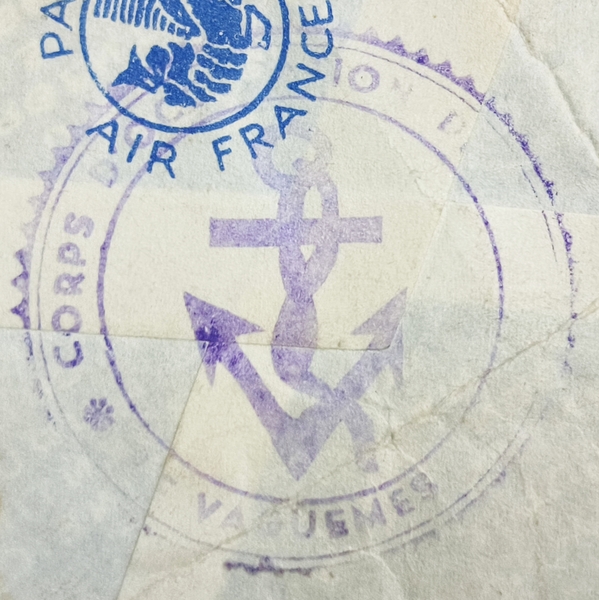 PA
AIR FRANCE
CORPS D
ION D
VAGUEMES